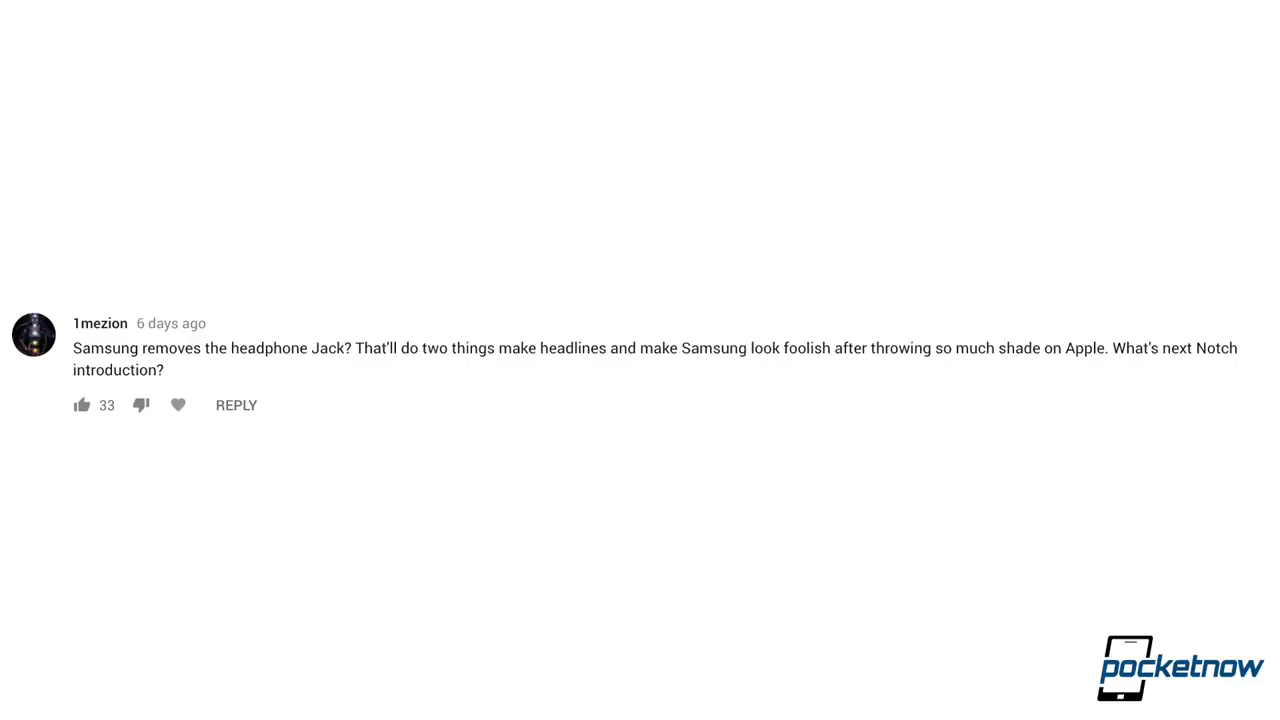 1mezion 6 days ago
Samsung removes the headphone Jack? That'll do two things make headlines and make Samsung look foolish after throwing so much shade on Apple. What's next Notch
introduction?
33 REPLY
pocketnow